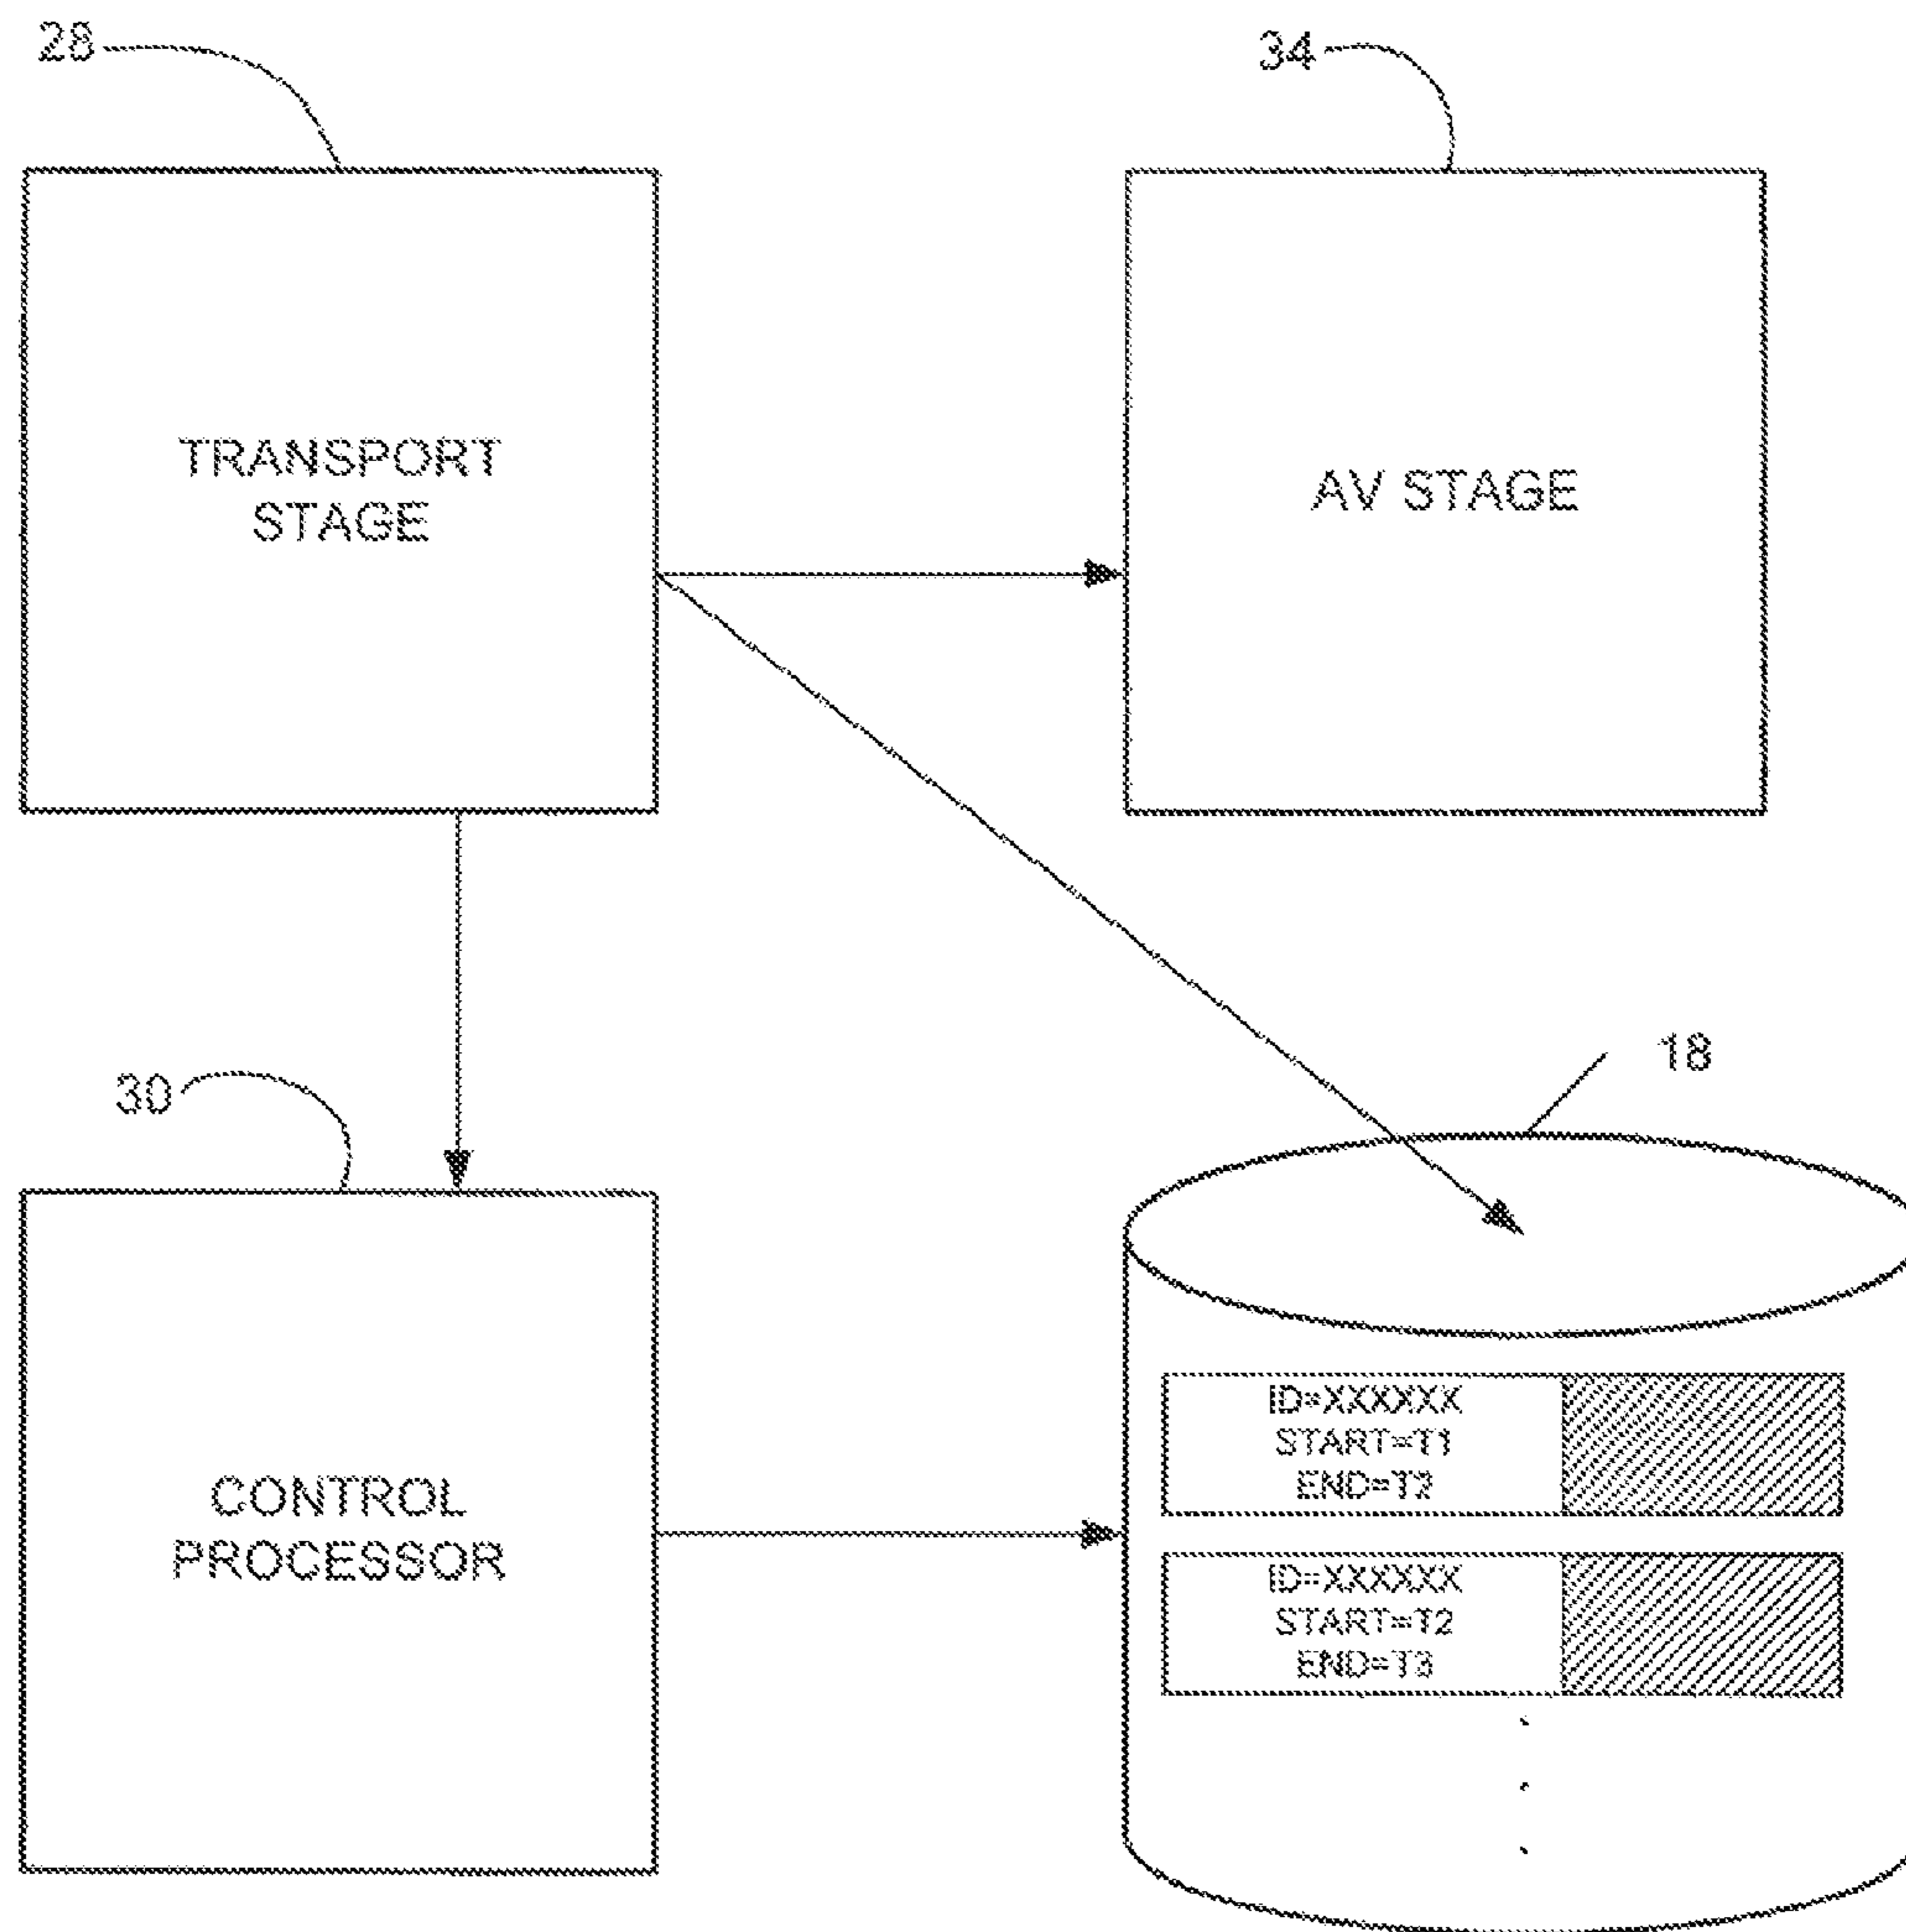 28
34
TRANSPORT
STAGE
AV STAGE
18
30
ID=XXXXXX
START=T1
END=T2
CONTROL
PROCESSOR
ID=XXXXXX
START=T2
END=T3